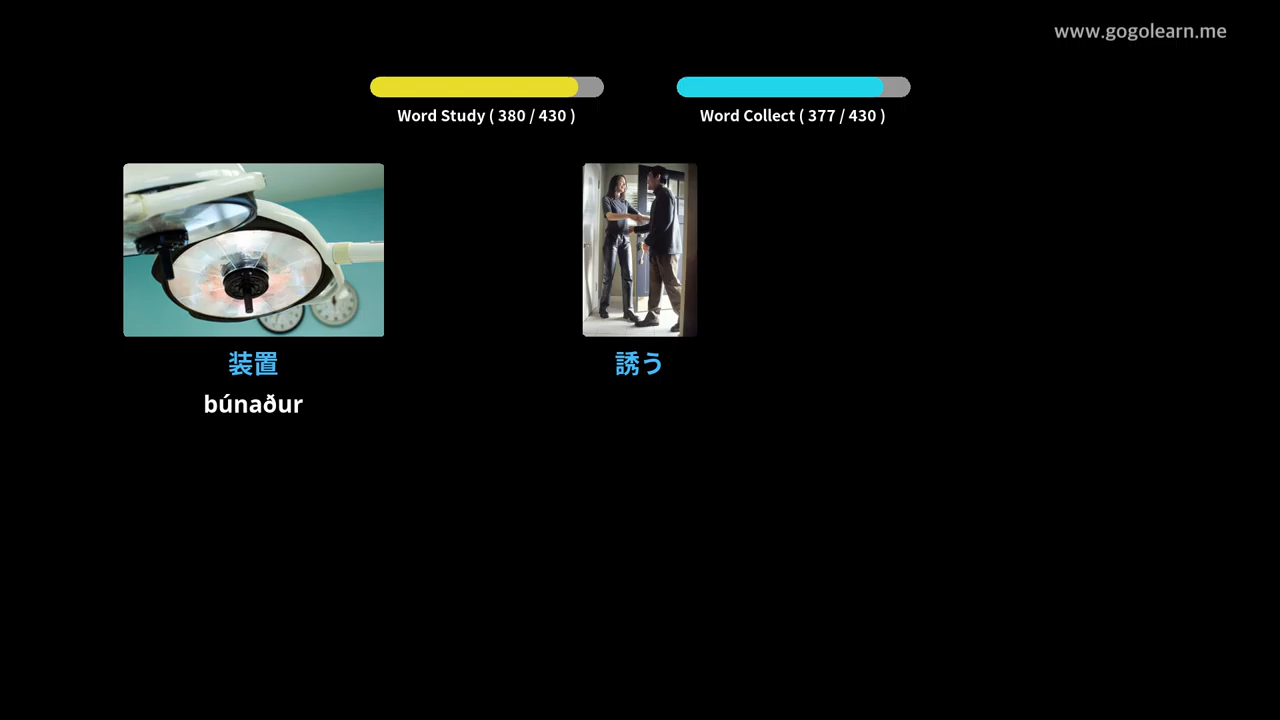 www.gogolearn.me
Word Study ( 380 / 430 )
Word Collect ( 377 / 430 )
装置
誘う
búnaður